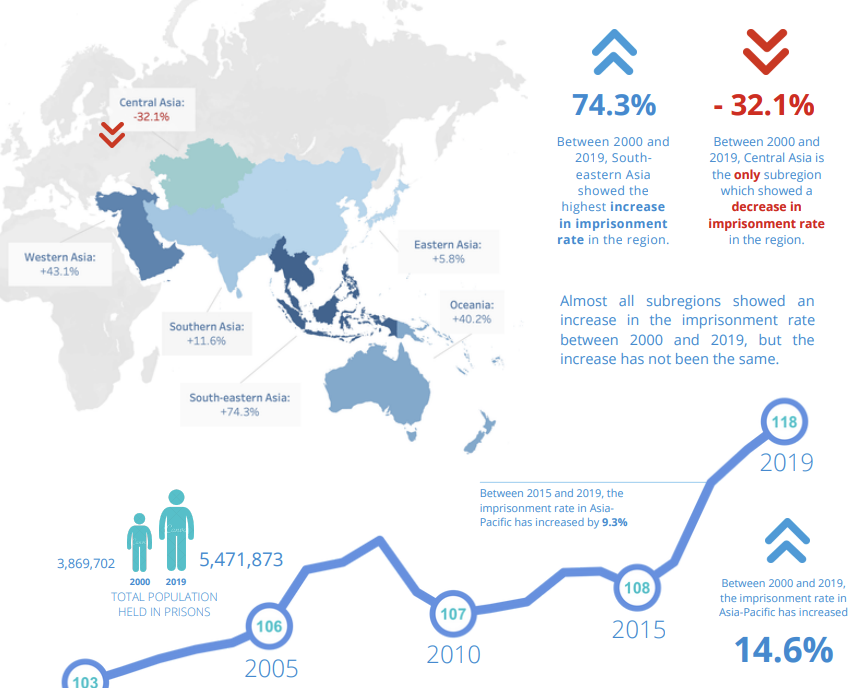 Central Asia:
-32.1%
Western Asia:
+43.1%
Southern Asia:
+11.6%
South-eastern Asia:
+74.3%
Eastern Asia:
+5.8%
Oceania:
+40.2%
74.3%
Between 2000 and
2019, South-
eastern Asia
showed the
highest increase
in imprisonment
rate in the region.
- 32.1%
Between 2000 and
2019, Central Asia is
the only subregion
which showed a
decrease in
imprisonment rate
in the region.
Almost all subregions showed an
increase in the imprisonment rate
between 2000 and 2019, but the
increase has not been the same.
3,869,702
2000
2019
5,471,873
TOTAL POPULATION
HELD IN PRISONS
103
106
2005
107
2010
108
2015
118
2019
Between 2015 and 2019, the
imprisonment rate in Asia-
Pacific has increased by 9.3%
Between 2000 and 2019,
the imprisonment rate in
Asia-Pacific has increased
14.6%